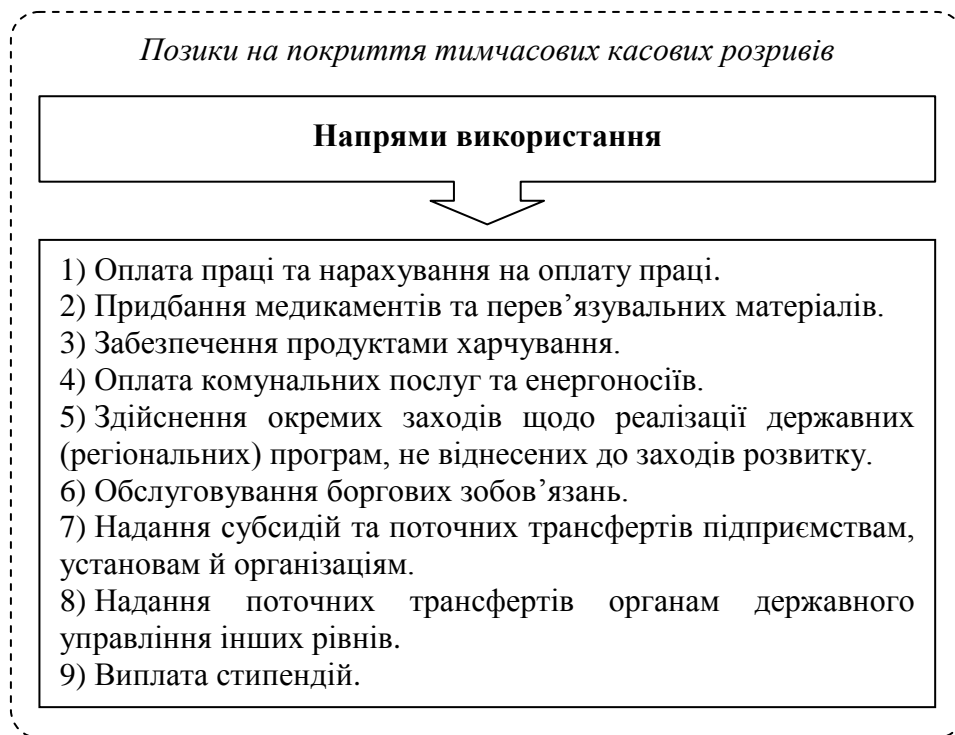 Позики на покриття тимчасових касових розривів
Напрями використання
1) Оплата праці та нарахування на оплату праці.
2) Придбання медикаментів та перев’язувальних матеріалів.
3) Забезпечення продуктами харчування.
4) Оплата комунальних послуг та енергоносіїв.
5) Здійснення окремих заходів щодо реалізації державних
(регіональних) програм, не віднесених до заходів розвитку.
6) Обслуговування боргових зобов’язань.
7) Надання субсидій та поточних трансфертів підприємствам,
установам й організаціям.
8) Надання поточних трансфертів органам державного
управління інших рівнів.
9) Виплата стипендій.